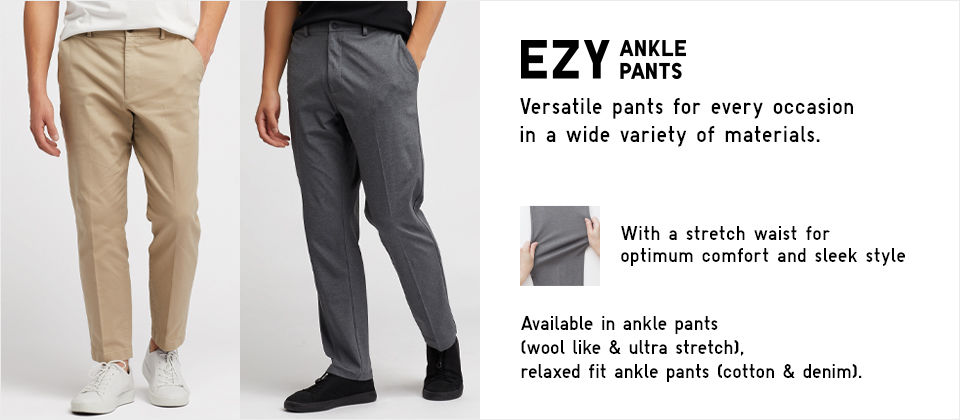 EZY ANKLE
PANTS
Versatile pants for every occasion
in a wide variety of materials.
With a stretch waist for
optimum comfort and sleek style
Available in ankle pants
(wool like & ultra stretch),
relaxed fit ankle pants (cotton & denim).